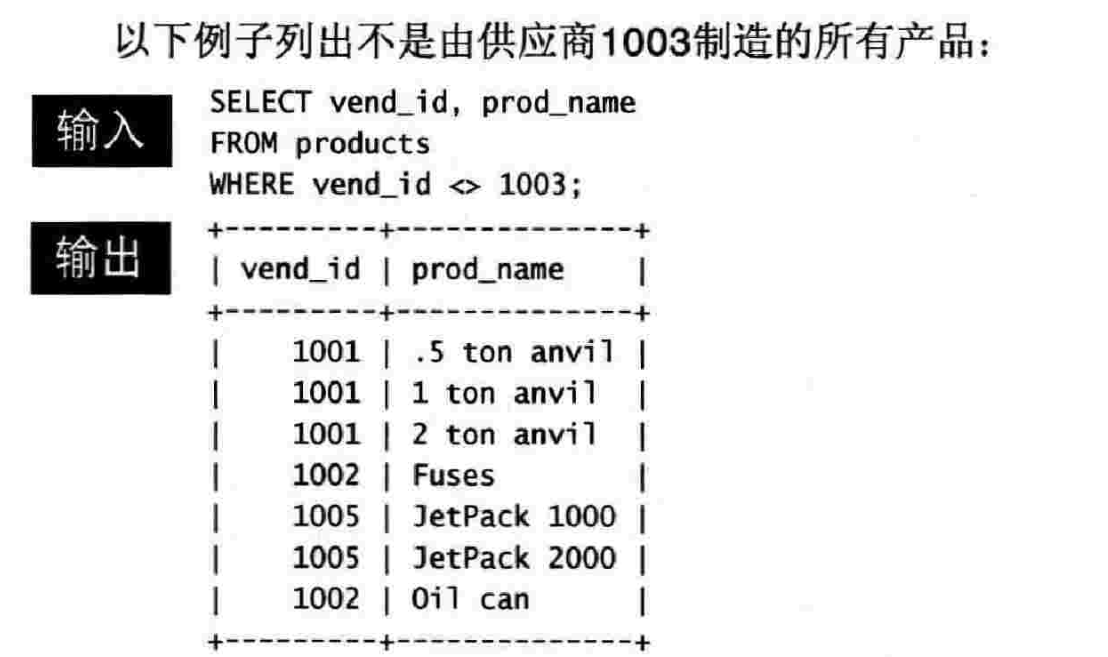 以下例子列出不是由供应商1003制造的所有产品：
输入
SELECT vend_id, prod_name
FROM products
WHERE vend_id <> 1003;
输出
+---------+--------------+
| vend_id | prod_name    |
+---------+--------------+
|    1001 | .5 ton anvil |
|    1001 | 1 ton anvil  |
|    1001 | 2 ton anvil  |
|    1002 | Fuses        |
|    1005 | JetPack 1000 |
|    1005 | JetPack 2000 |
|    1002 | Oil can      |
+---------+--------------+